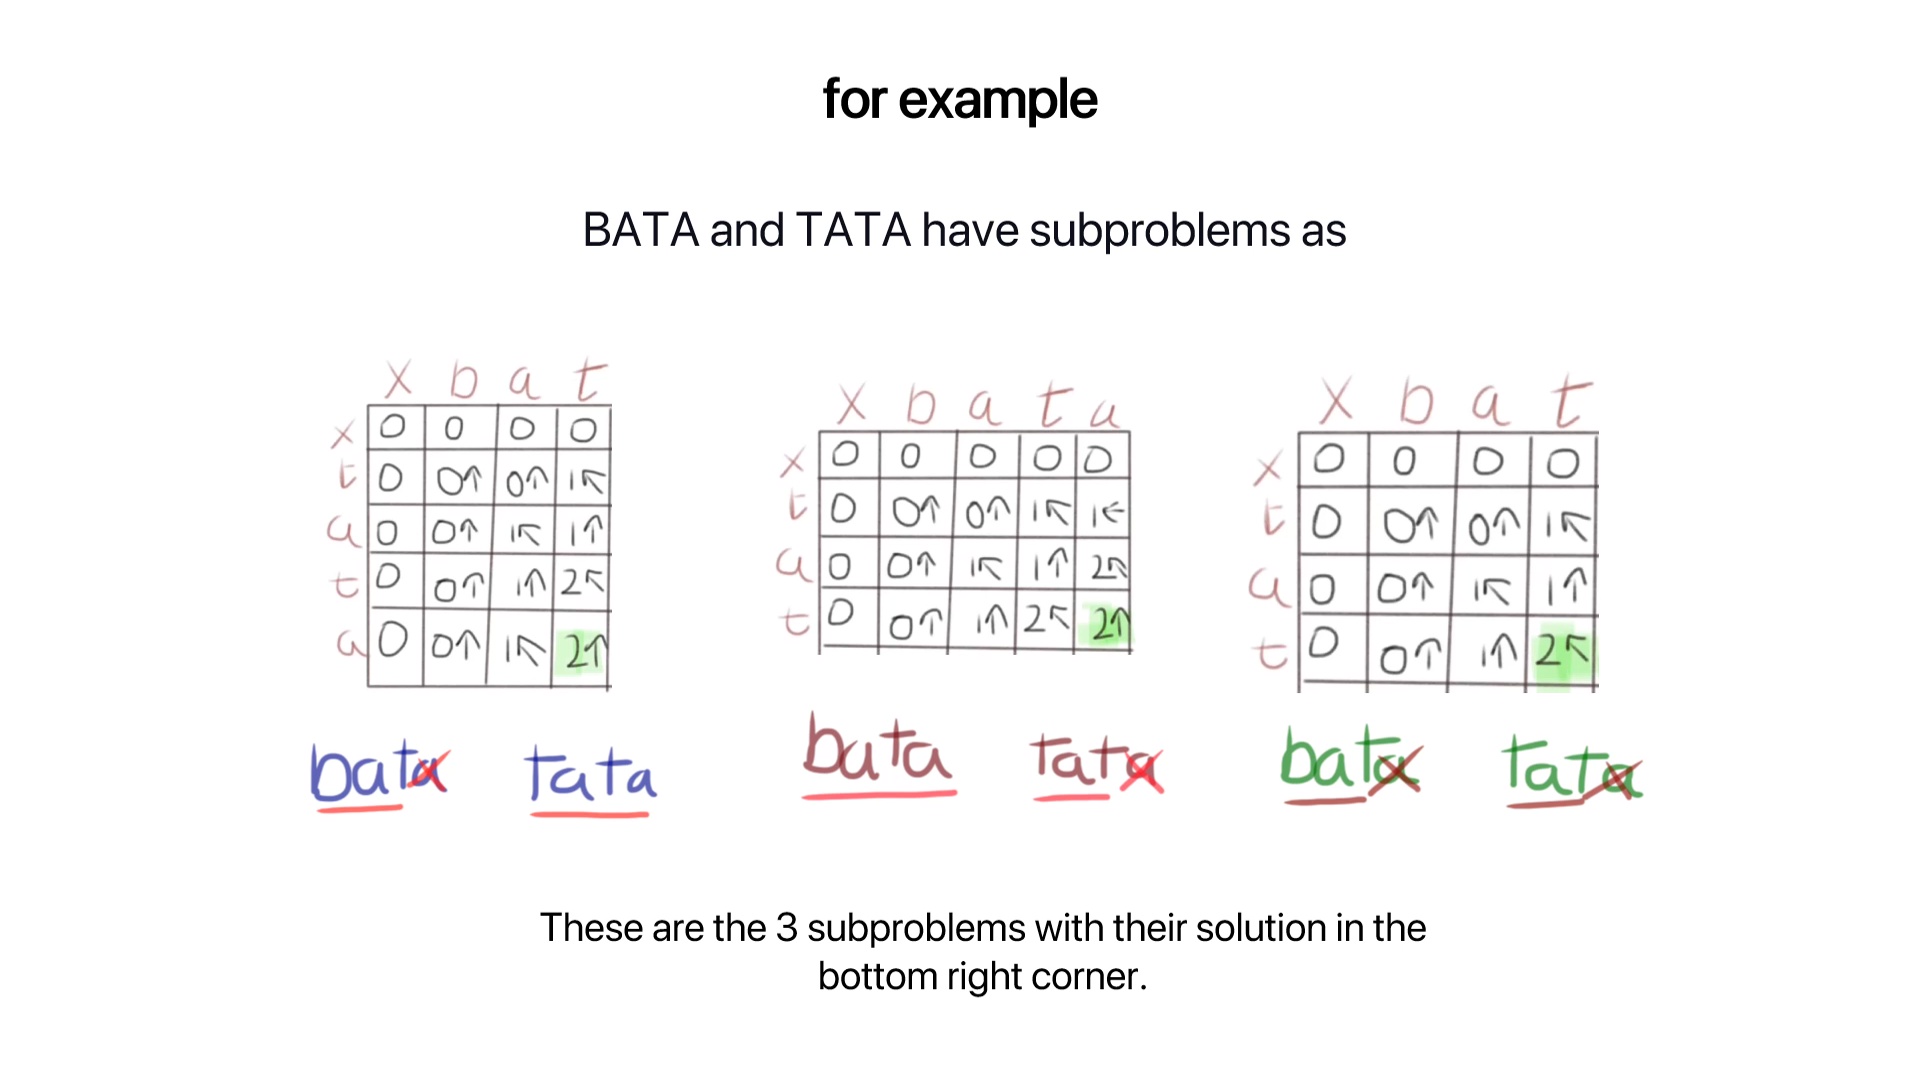 for example
BATA and TATA have subproblems as
x b a t
x 0 0 0 0
t 0 0↑ 0↑ 1↖
a 0 0↑ 1↖ 1↑
t 0 0↑ 1↑ 2↖
a 0 0↑ 1↖ 2↑
bata tata
x b a t a
x 0 0 0 0 0
t 0 0↑ 0↑ 1↖ 1←
a 0 0↑ 1↖ 1↑ 2↖
t 0 0↑ 1↑ 2↖ 2↑
bata tata
x b a t
x 0 0 0 0
t 0 0↑ 0↑ 1↖
a 0 0↑ 1↖ 1↑
t 0 0↑ 1↑ 2↖
bata tata
These are the 3 subproblems with their solution in the
bottom right corner.